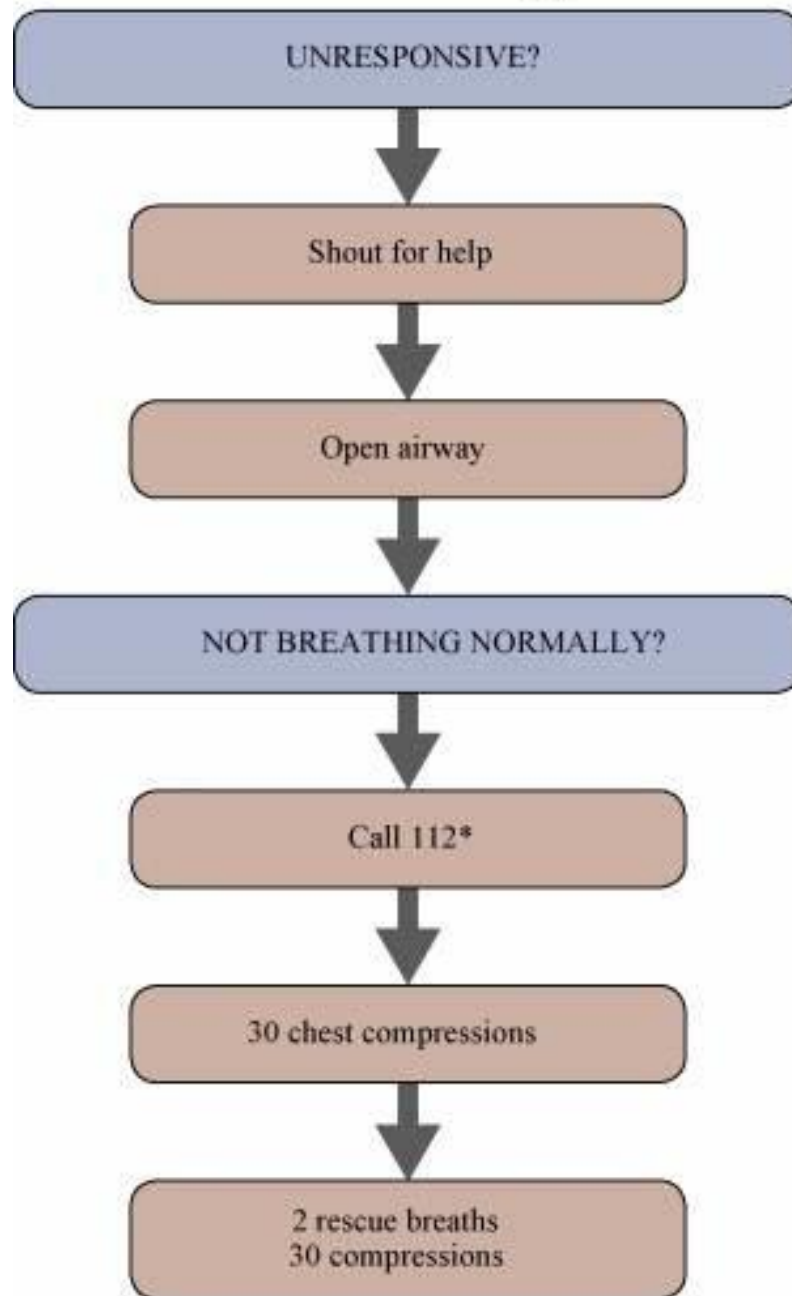 UNRESPONSIVE?
Shout for help
Open airway
NOT BREATHING NORMALLY?
Call 112*
30 chest compressions
2 rescue breaths
30 compressions